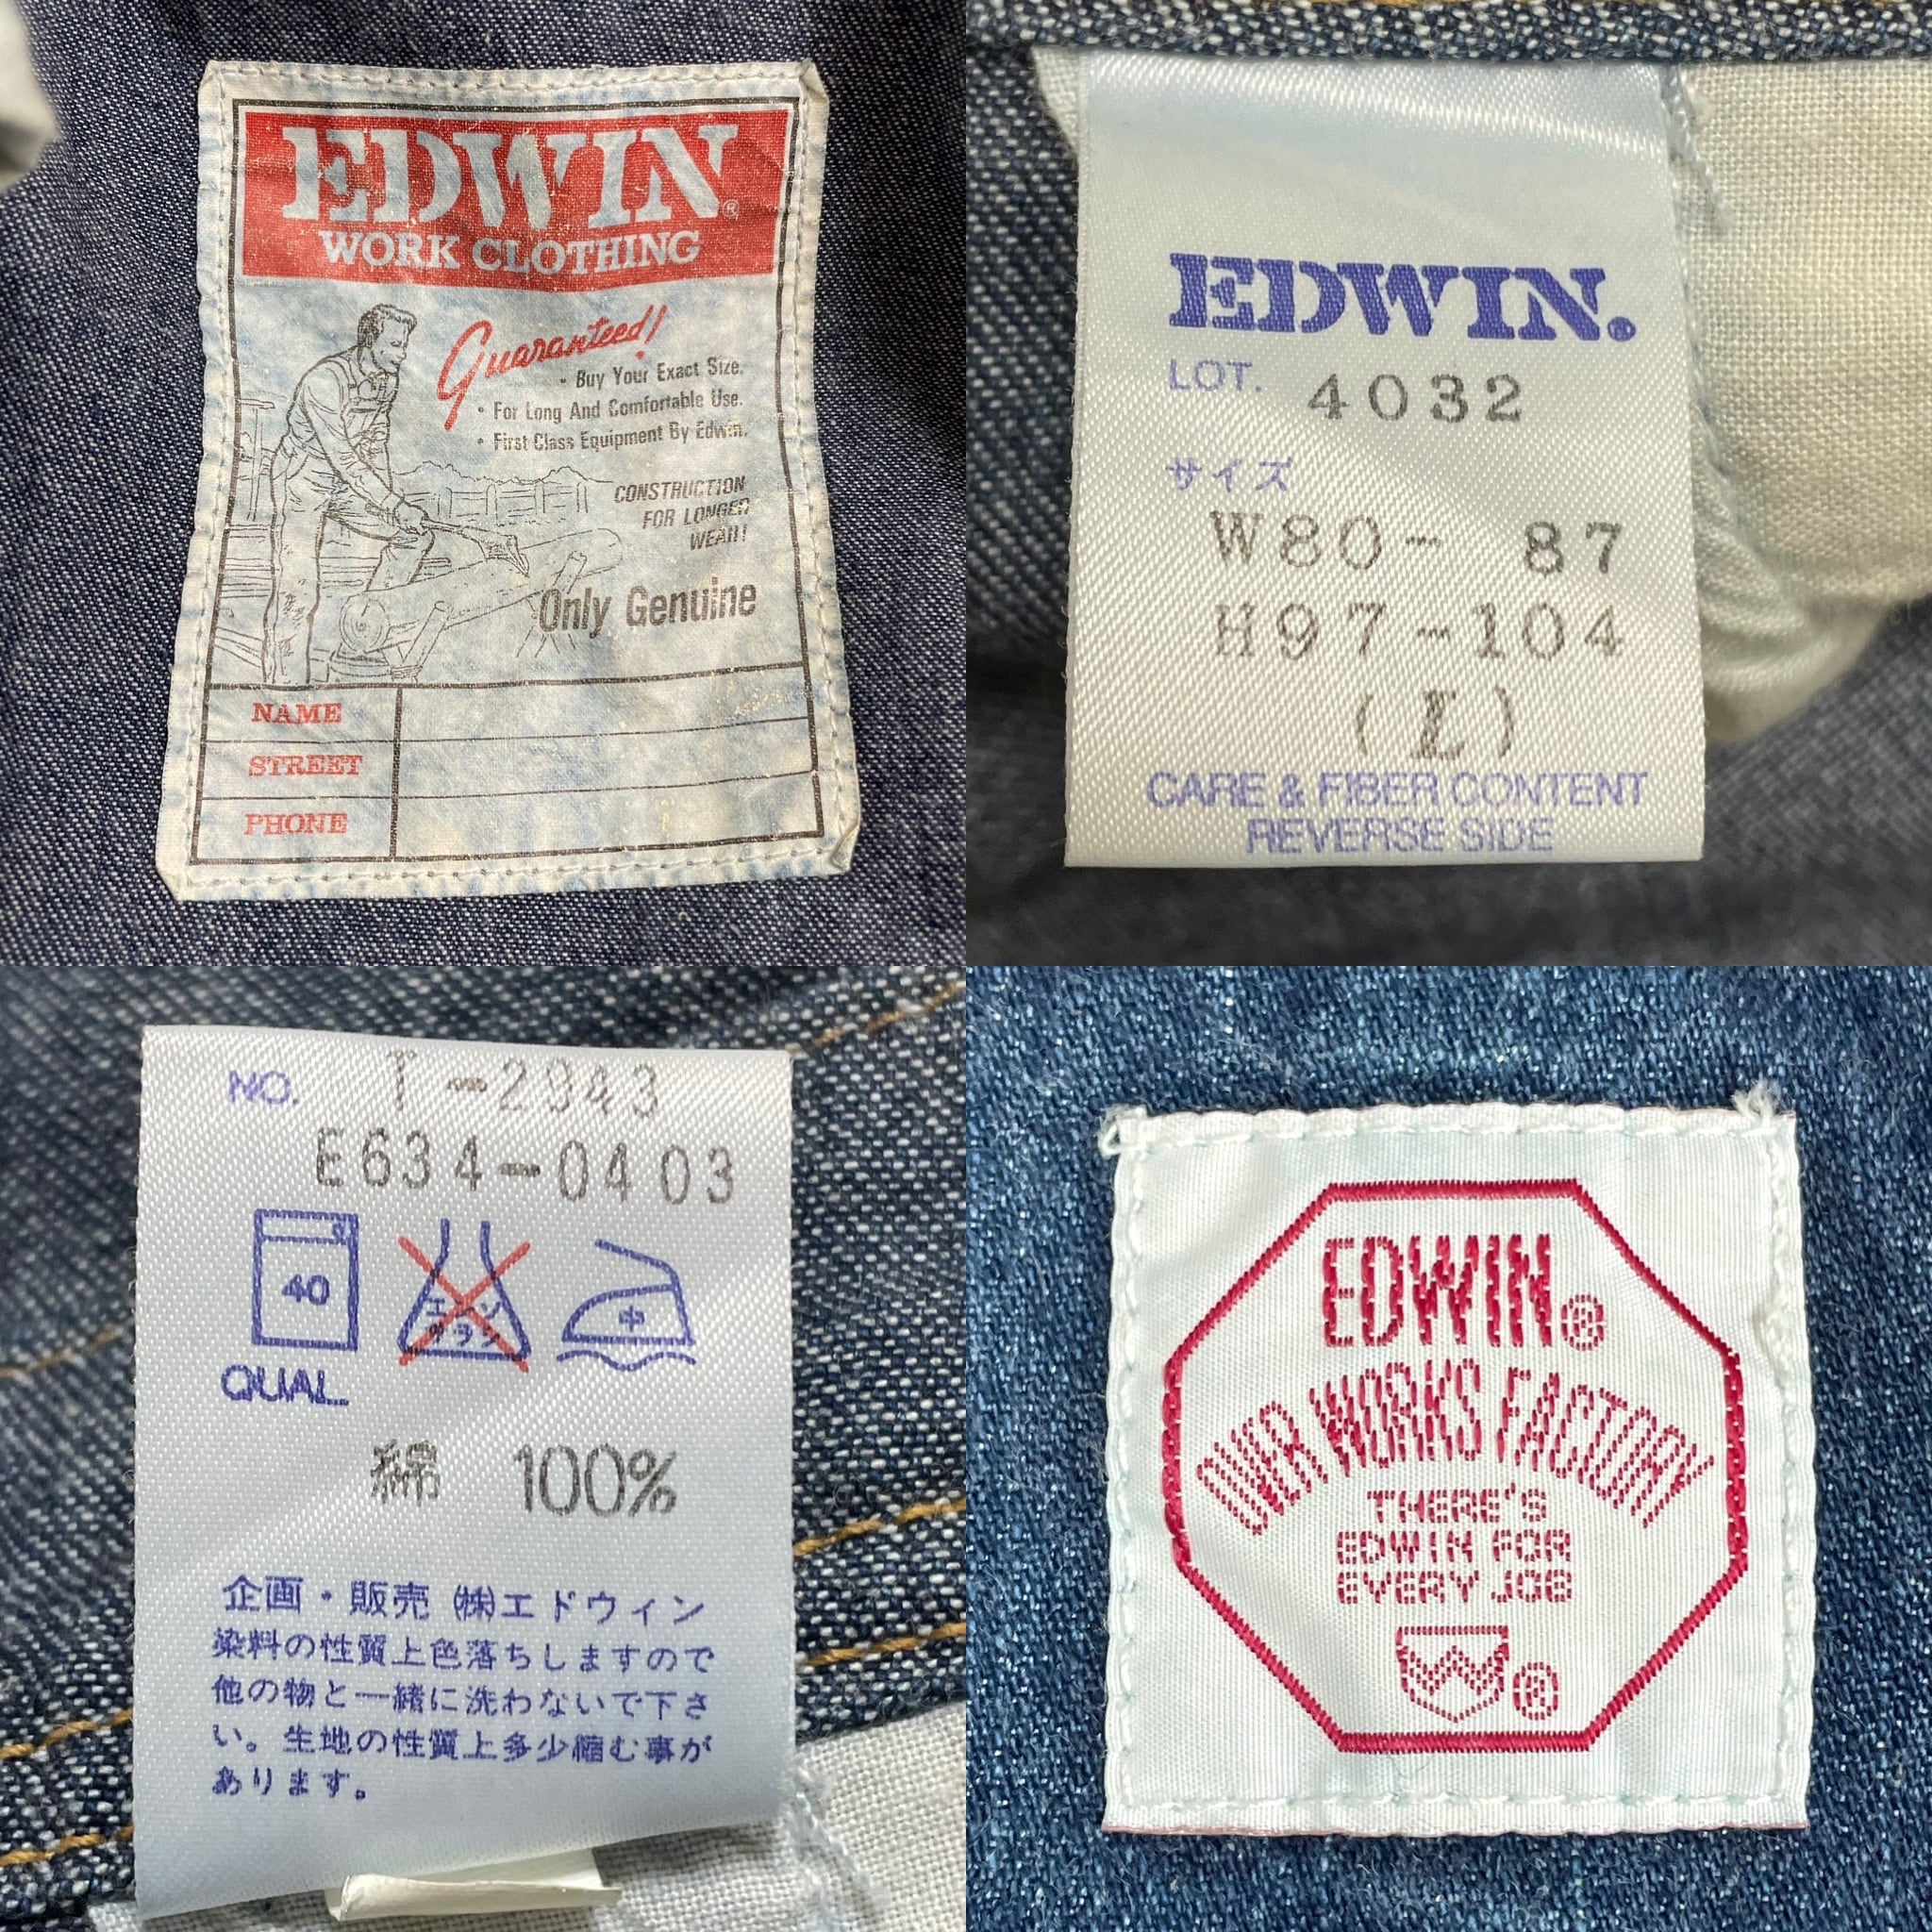 EDWIN®
WORK CLOTHING
Guaranteed!
· Buy Your Exact Size.
· For Long And Comfortable Use.
· First Class Equipment By Edwin.
CONSTRUCTION
FOR LONGER
WEAR!
Only Genuine
NAME
STREET
PHONE
EDWIN®
LOT. 4032
サイズ
W80- 87
H97-104
(L)
CARE & FIBER CONTENT
REVERSE SIDE
NO. T-2943
E634-0403
40
エンソ
サラシ
中
QUAL
綿 100%
企画・販売 ㈱エドウィン
染料の性質上色落ちしますので
他の物と一緒に洗わないで下さ
い。生地の性質上多少縮む事が
あります。
EDWIN®
OVER WORKS FACTORY
THERE'S
EDWIN FOR
EVERY JOB
W®